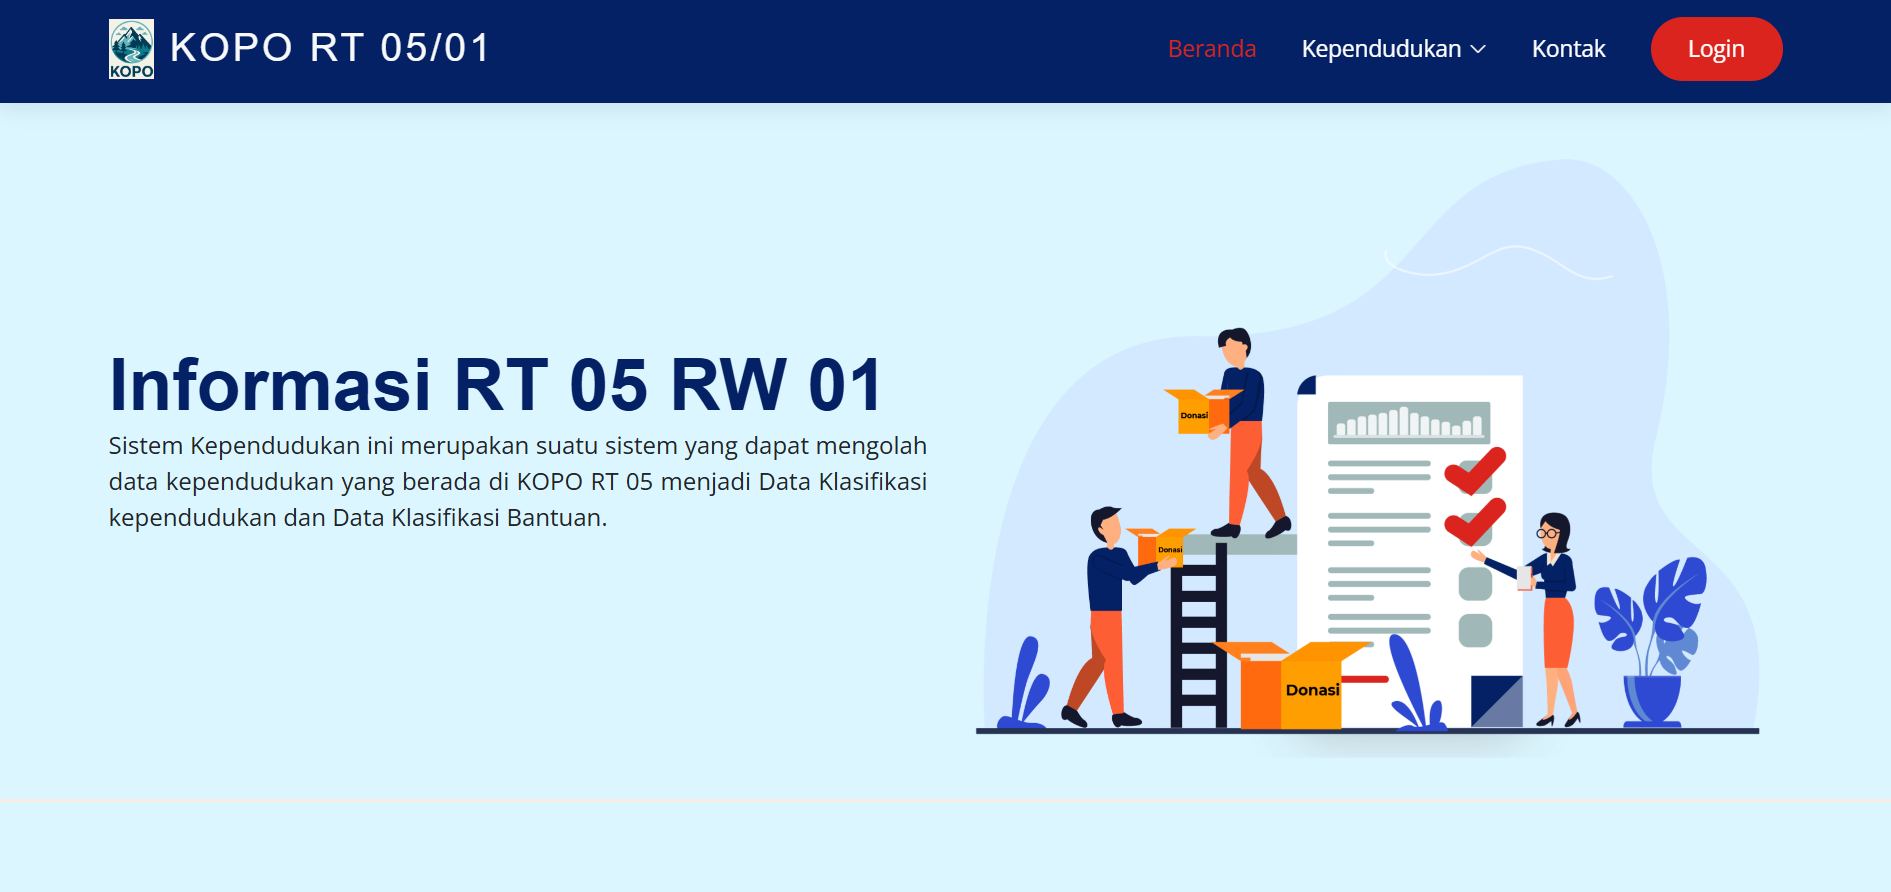 KOPO
KOPO RT 05/01
Beranda
Kependudukan
Kontak
Login
Informasi RT 05 RW 01
Sistem Kependudukan ini merupakan suatu sistem yang dapat mengolah
data kependudukan yang berada di KOPO RT 05 menjadi Data Klasifikasi
kependudukan dan Data Klasifikasi Bantuan.
Donasi
Donasi
Donasi